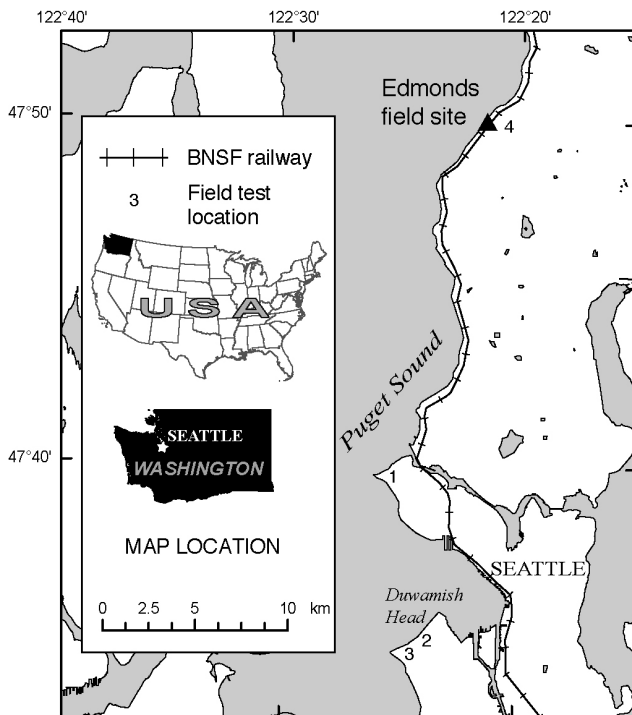 122°40'
122°30'
122°20'
47°50'
Edmonds
field site
4
BNSF railway
3
Field test
location
USA
Puget Sound
SEATTLE
WASHINGTON
47°40'
1
MAP LOCATION
SEATTLE
Duwamish
Head
0 2.5 5 10 km
2
3